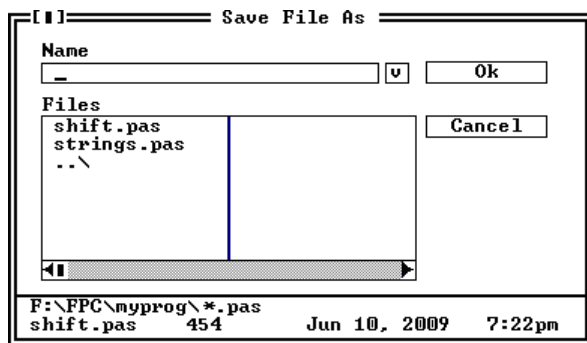 Save File As
Name
v
Ok
Files
shift.pas
Cancel
strings.pas
..\
F:\FPC\myprog\*.pas
shift.pas 454 Jun 10, 2009 7:22pm